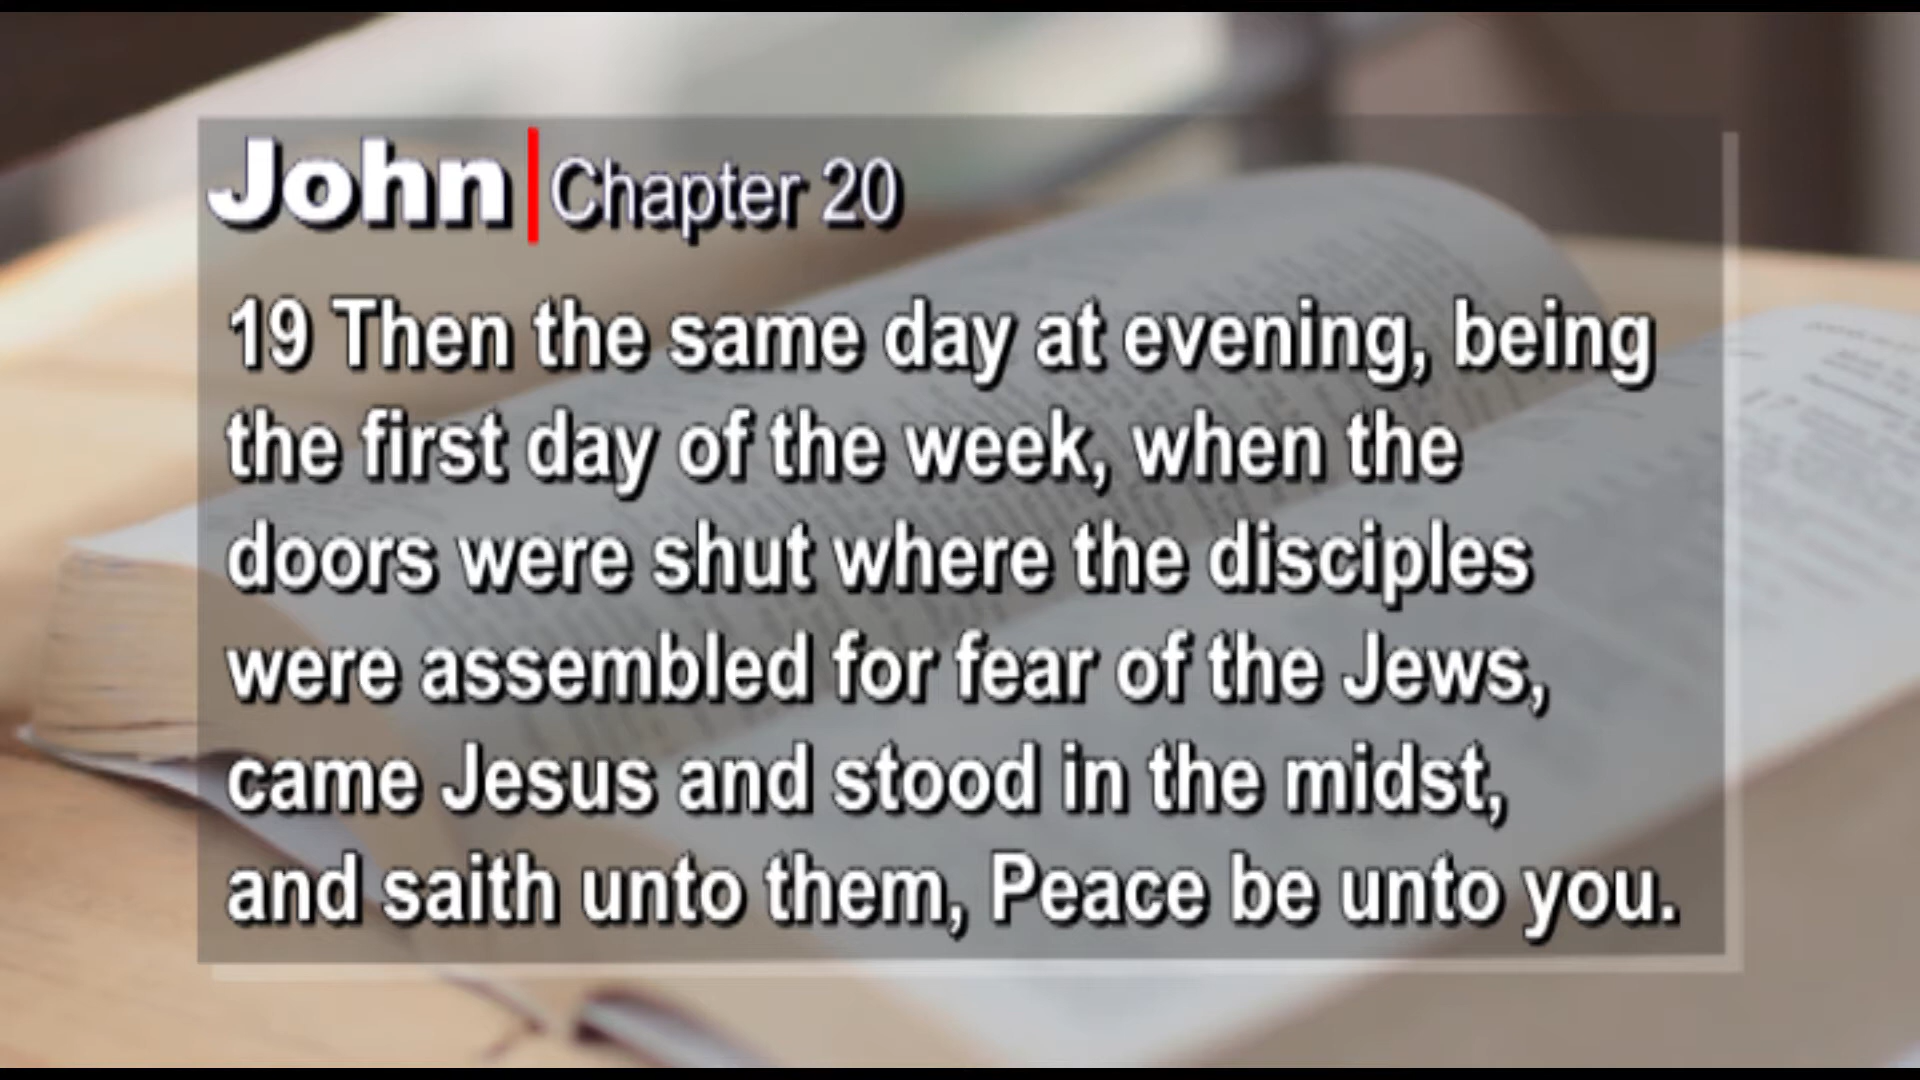 John | Chapter 20
19 Then the same day at evening, being
the first day of the week, when the
doors were shut where the disciples
were assembled for fear of the Jews,
came Jesus and stood in the midst,
and saith unto them, Peace be unto you.